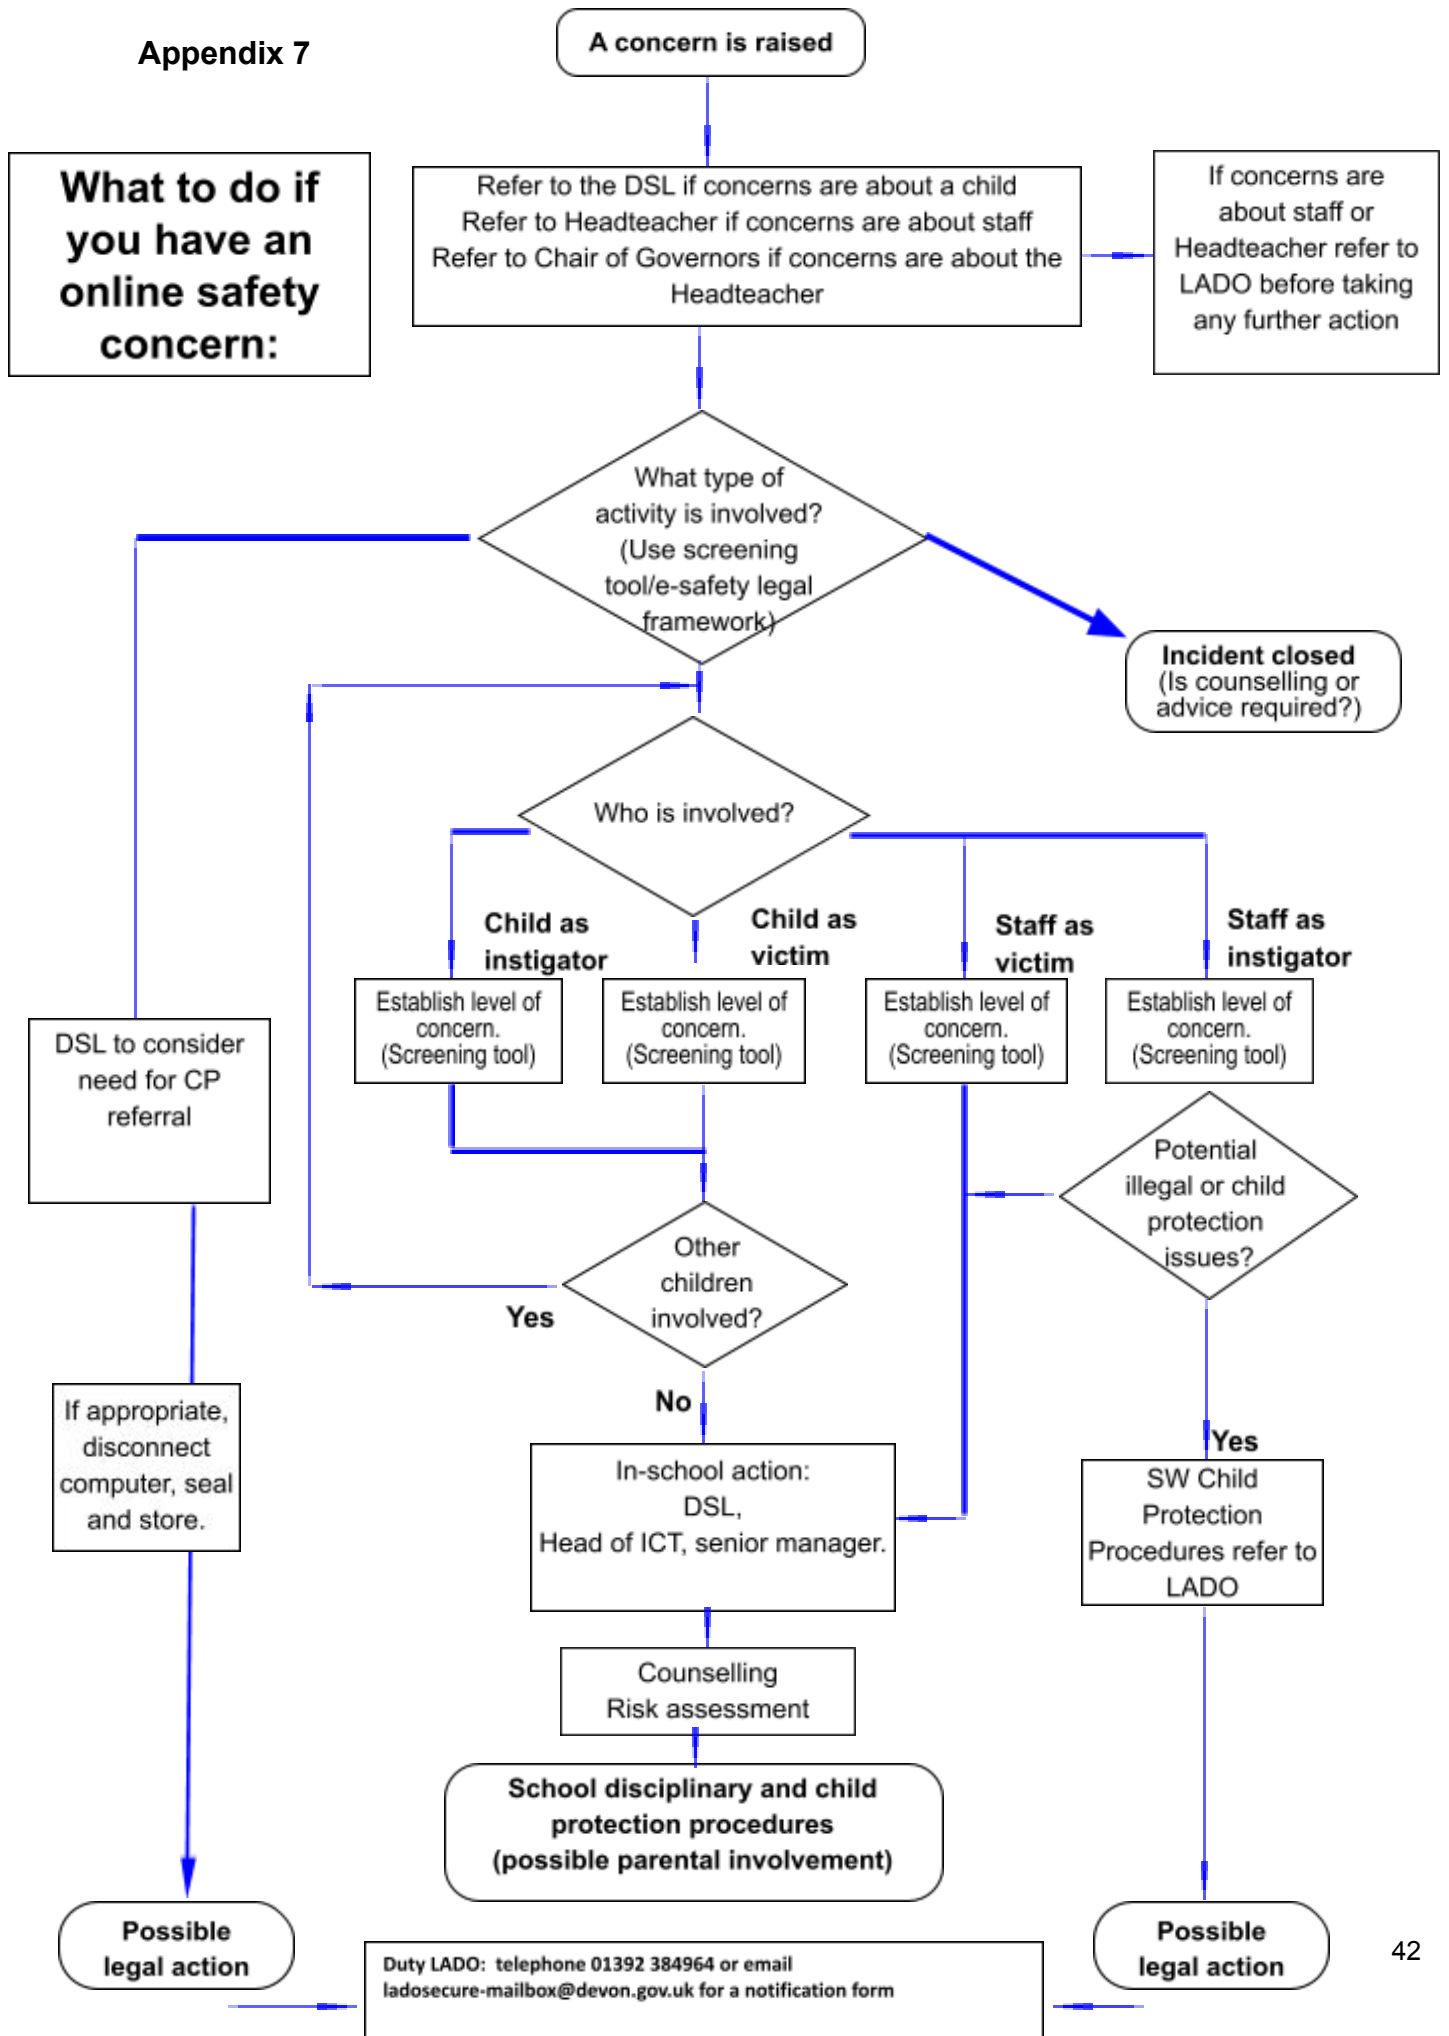 Appendix 7
A concern is raised
What to do if
you have an
online safety
concern:
Refer to the DSL if concerns are about a child
Refer to Headteacher if concerns are about staff
Refer to Chair of Governors if concerns are about the
Headteacher
If concerns are
about staff or
Headteacher refer to
LADO before taking
any further action
What type of
activity is involved?
(Use screening
tool/e-safety legal
framework)
Incident closed
(Is counselling or
advice required?)
Who is involved?
Child as
instigator
Child as
victim
Staff as
victim
Staff as
instigator
Establish level of
concern.
(Screening tool)
Establish level of
concern.
(Screening tool)
Establish level of
concern.
(Screening tool)
Establish level of
concern.
(Screening tool)
DSL to consider
need for CP
referral
Potential
illegal or child
protection
issues?
Other
children
involved?
Yes
No
If appropriate,
disconnect
computer, seal
and store.
In-school action:
DSL,
Head of ICT, senior manager.
Yes
SW Child
Protection
Procedures refer to
LADO
Counselling
Risk assessment
School disciplinary and child
protection procedures
(possible parental involvement)
Possible
legal action
Possible
legal action
Duty LADO: telephone 01392 384964 or email
ladosecure-mailbox@devon.gov.uk for a notification form
42